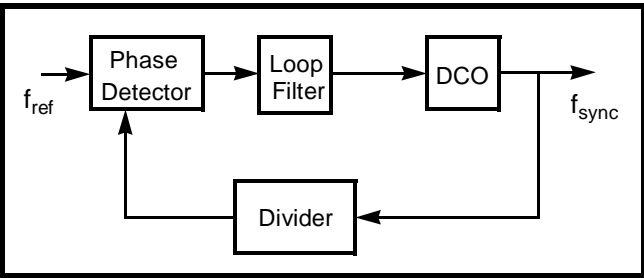 Phase
Detector
Loop
Filter
DCO
f_ref
f_sync
Divider